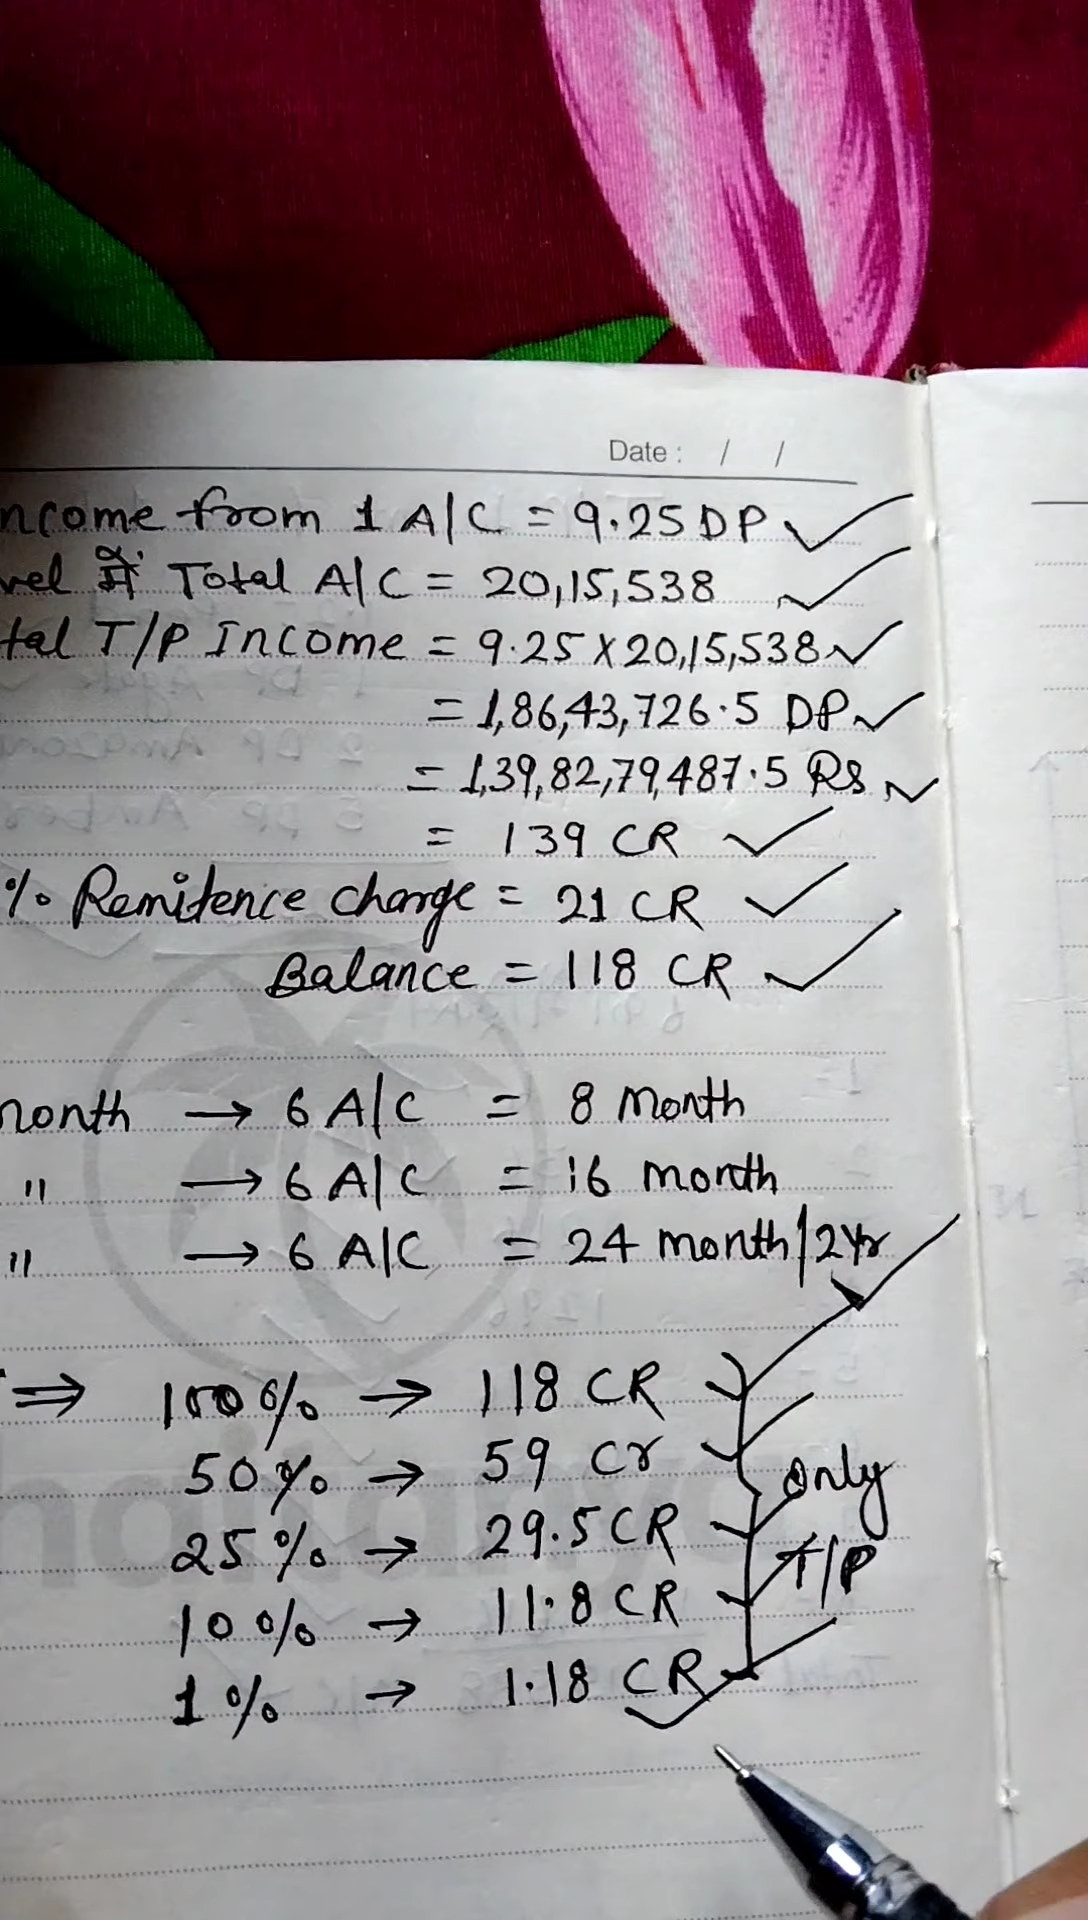 Date : / /
ncome from 1 A/C = 9.25 DP
vel में Total A/C = 20,15,538
tal T/P Income = 9.25 x 20,15,538
= 1,86,43,726.5 DP
= 1,39,82,79,487.5 Rs
= 139 CR
% Remitence charge = 21 CR
Balance = 118 CR
month → 6 A/C = 8 month
" → 6 A/C = 16 month
" → 6 A/C = 24 month/2Yr
⇒ 100% → 118 CR
50% → 59 Cr
25% → 29.5 CR
10% → 11.8 CR
1% → 1.18 CR
only
T/P